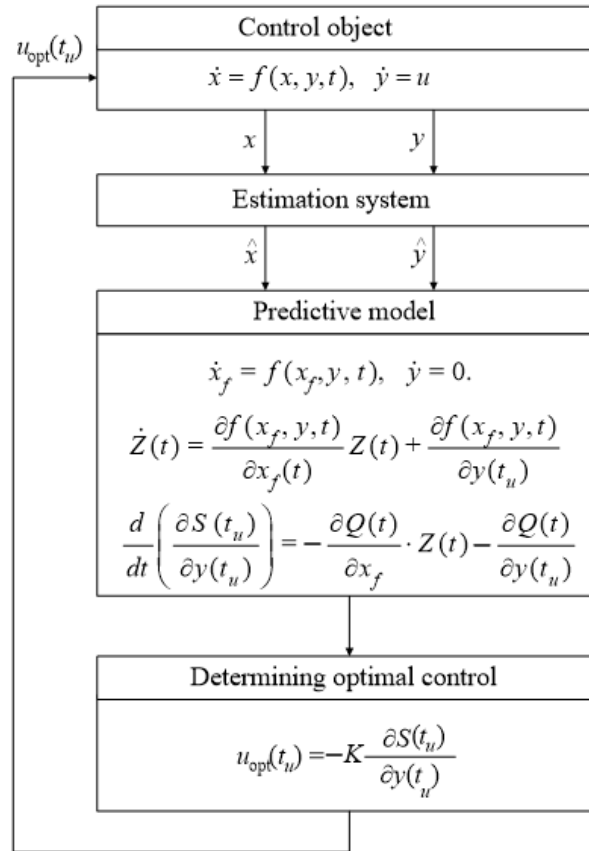 Control object
u_opt(t_u)
ẋ = f(x, y, t),  ẏ = u
x y
Estimation system
x̂ ŷ
Predictive model
ẋ_f = f(x_f, y, t),  ẏ = 0.
Ż(t) = ∂f(x_f, y, t)/∂x_f(t) Z(t) + ∂f(x_f, y, t)/∂y(t_u)
d/dt (∂S(t_u)/∂y(t_u)) = −∂Q(t)/∂x_f · Z(t) − ∂Q(t)/∂y(t_u)
Determining optimal control
u_opt(t_u) = −K ∂S(t_u)/∂y(t_u)